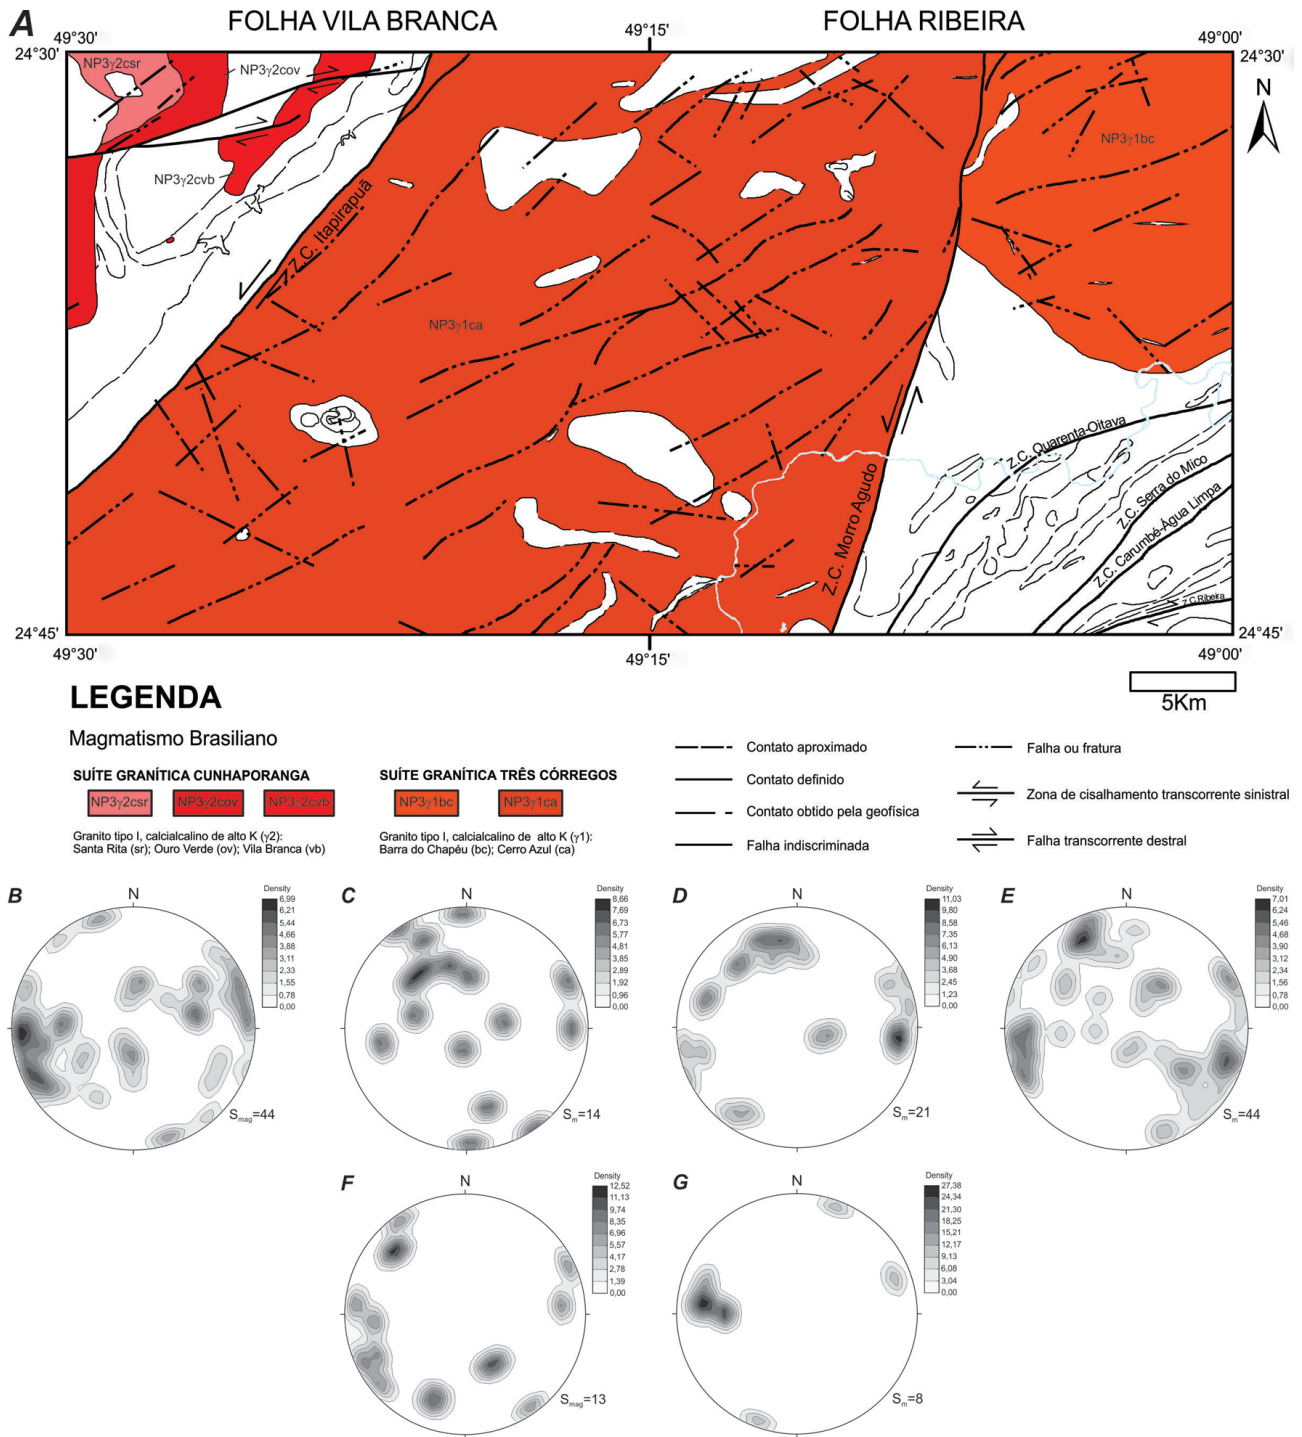 A
FOLHA VILA BRANCA
FOLHA RIBEIRA
49°30'
49°15'
49°00'
24°30'
24°30'
N
NP3γ2csr
NP3γ2cov
NP3γ2cvb
NP3γ1bc
Z.C. Itapirapuã
NP3γ1ca
Z.C. Quarenta-Oitava
Z.C. Serra do Mico
Z.C. Carumbé-Água Limpa
Z.C. Morro Agudo
Z.C.Ribeira
24°45'
24°45'
49°30'
49°15'
49°00'
5Km
LEGENDA
Magmatismo Brasiliano
SUÍTE GRANÍTICA CUNHAPORANGA
NP3γ2csr NP3γ2cov NP3γ2cvb
Granito tipo I, calcialcalino de alto K (γ2):
Santa Rita (sr); Ouro Verde (ov); Vila Branca (vb)
SUÍTE GRANÍTICA TRÊS CÓRREGOS
NP3γ1bc NP3γ1ca
Granito tipo I, calcialcalino de alto K (γ1):
Barra do Chapéu (bc); Cerro Azul (ca)
Contato aproximado
Contato definido
Contato obtido pela geofísica
Falha indiscriminada
Falha ou fratura
Zona de cisalhamento transcorrente sinistral
Falha transcorrente destral
B
N
Density
6,99
6,21
5,44
4,66
3,88
3,11
2,33
1,55
0,78
0,00
Smag=44
C
N
Density
8,66
7,69
6,73
5,77
4,81
3,85
2,89
1,92
0,96
0,00
Sm=14
D
N
Density
11,03
9,80
8,58
7,35
6,13
4,90
3,68
2,45
1,23
0,00
Sm=21
E
N
Density
7,01
6,24
5,46
4,68
3,90
3,12
2,34
1,56
0,78
0,00
Sm=44
F
N
Density
12,52
11,13
9,74
8,35
6,96
5,57
4,17
2,78
1,39
0,00
Smag=13
G
N
Density
27,38
24,34
21,30
18,25
15,21
12,17
9,13
6,08
3,04
0,00
Sm=8